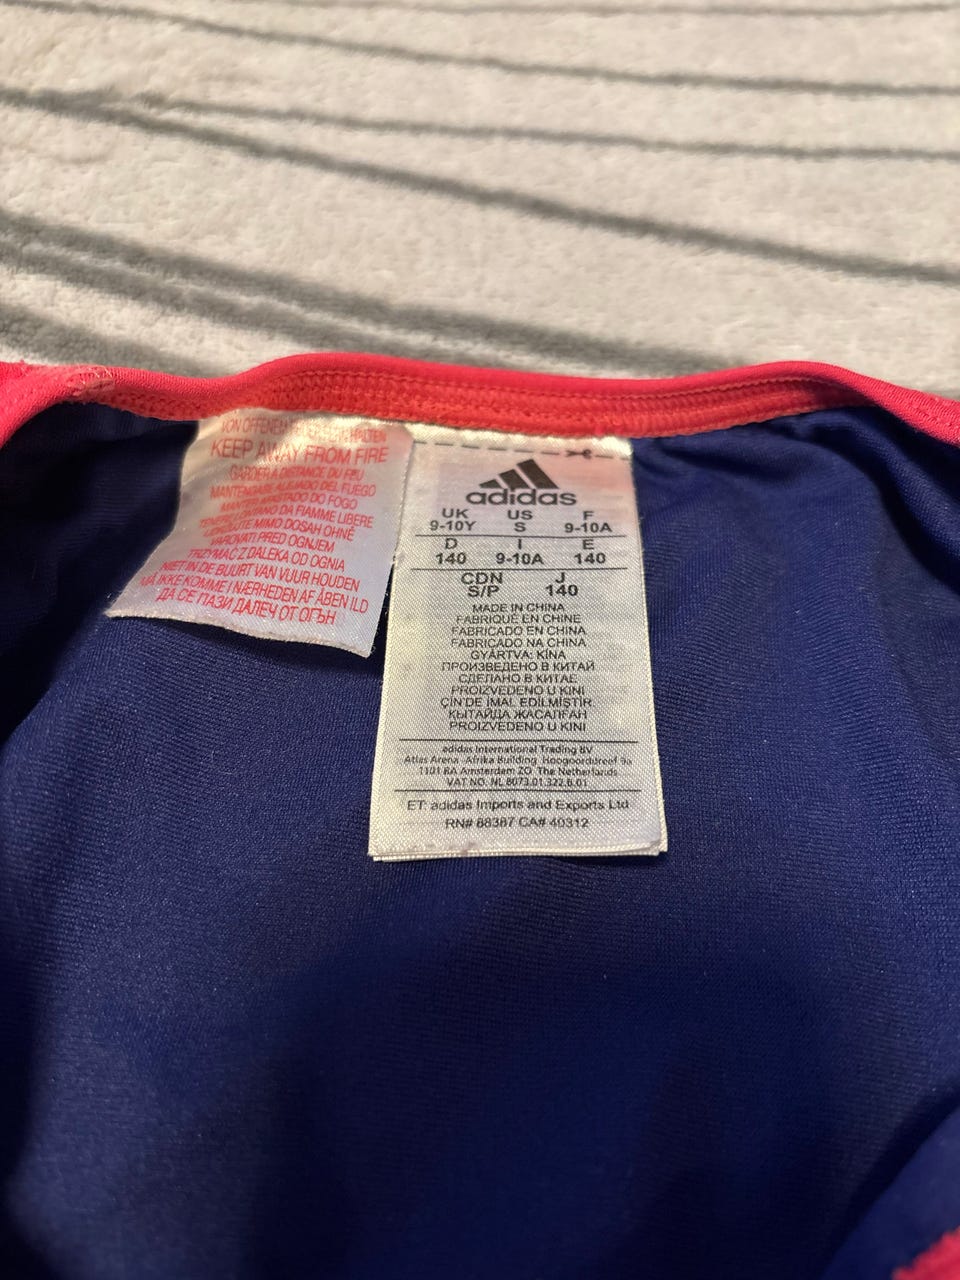 VON OFFENEM
KEEP AWAY FROM FIRE
GARDER A DISTANCE DU FEU
MANTENGASE ALEJADO DEL FUEGO
MANTER AFASTADO DO FOGO
DA FIAMME LIBERE
MIMO DOSAH OHNĚ
VAROVATI PRED OGNJEM
TRZYMAĆ Z DALEKA OD OGNIA
NIET IN DE BUURT VAN VUUR HOUDEN
MÅ IKKE KOMME I NÆRHEDEN AF ÅBEN ILD
ДА СЕ ПАЗИ ДАЛЕЧ ОТ ОГЪН
adidas
UK US F
9-10Y S 9-10A
D I E
140 9-10A 140
CDN J
S/P 140
MADE IN CHINA
FABRIQUÉ EN CHINE
FABRICADO EN CHINA
FABRICADO NA CHINA
GYÁRTVA: KÍNA
ПРОИЗВЕДЕНО В КИТАЙ
СДЕЛАНО В КИТАЕ
PROIZVEDENO U KINI
ÇİN'DE İMAL EDİLMİŞTİR
ҚЫТАЙДА ЖАСАЛҒАН
PROIZVEDENO U KINI
adidas International Trading BV
Atlas Arena -Afrika Building Hoogoorddreef 9a
1101 BA Amsterdam ZO The Netherlands
VAT NO. NL 8073.01.322.B.01
ET: adidas Imports and Exports Ltd
RN# 88387 CA# 40312